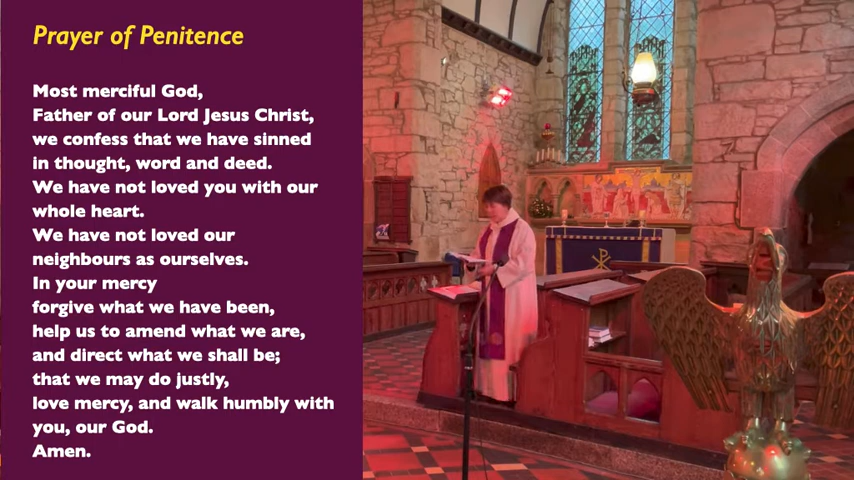 Prayer of Penitence
Most merciful God,
Father of our Lord Jesus Christ,
we confess that we have sinned
in thought, word and deed.
We have not loved you with our
whole heart.
We have not loved our
neighbours as ourselves.
In your mercy
forgive what we have been,
help us to amend what we are,
and direct what we shall be;
that we may do justly,
love mercy, and walk humbly with
you, our God.
Amen.